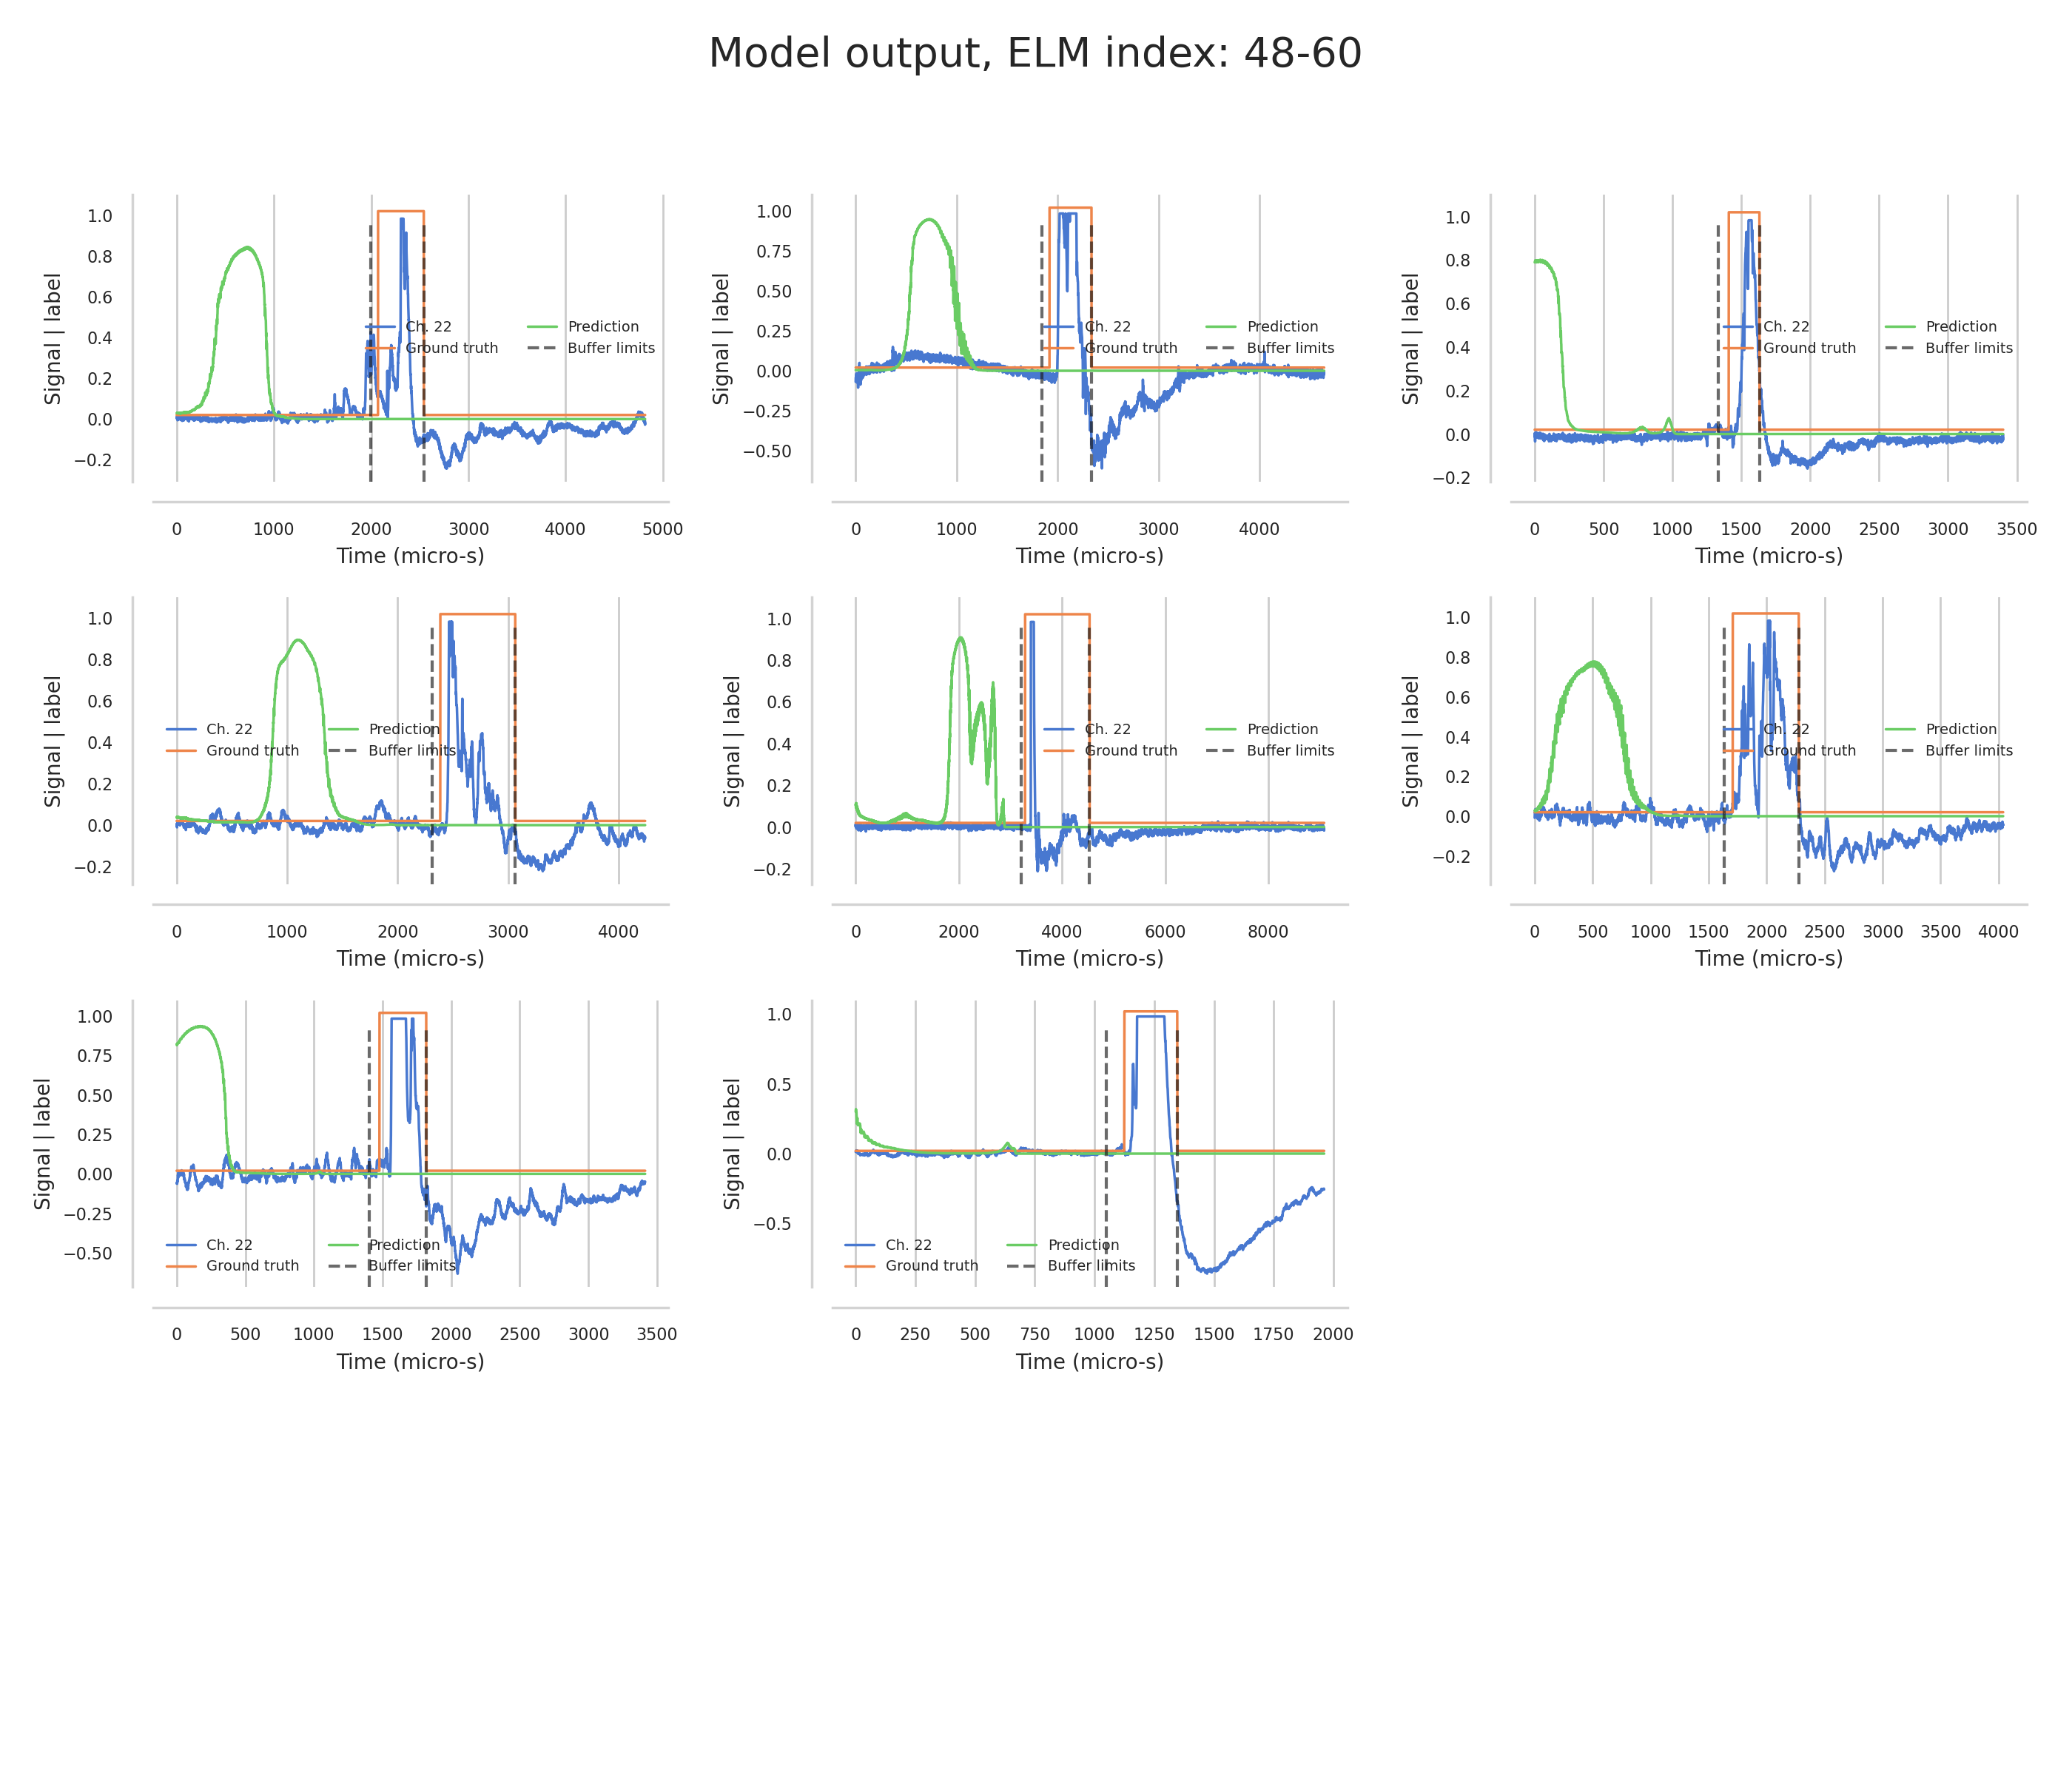 Model output, ELM index: 48-60
1.0
0.8
0.6
0.4
0.2
0.0
−0.2
Signal | label
Ch. 22 Prediction
Ground truth Buffer limits
0 1000 2000 3000 4000 5000
Time (micro-s)
1.00
0.75
0.50
0.25
0.00
−0.25
−0.50
Signal | label
Ch. 22 Prediction
Ground truth Buffer limits
0 1000 2000 3000 4000
Time (micro-s)
1.0
0.8
0.6
0.4
0.2
0.0
−0.2
Signal | label
Ch. 22 Prediction
Ground truth Buffer limits
0 500 1000 1500 2000 2500 3000 3500
Time (micro-s)
1.0
0.8
0.6
0.4
0.2
0.0
−0.2
Signal | label
Ch. 22 Prediction
Ground truth Buffer limits
0 1000 2000 3000 4000
Time (micro-s)
1.0
0.8
0.6
0.4
0.2
0.0
−0.2
Signal | label
Ch. 22 Prediction
Ground truth Buffer limits
0 2000 4000 6000 8000
Time (micro-s)
1.0
0.8
0.6
0.4
0.2
0.0
−0.2
Signal | label
Ch. 22 Prediction
Ground truth Buffer limits
0 500 1000 1500 2000 2500 3000 3500 4000
Time (micro-s)
1.00
0.75
0.50
0.25
0.00
−0.25
−0.50
Signal | label
Ch. 22 Prediction
Ground truth Buffer limits
0 500 1000 1500 2000 2500 3000 3500
Time (micro-s)
1.0
0.5
0.0
−0.5
Signal | label
Ch. 22 Prediction
Ground truth Buffer limits
0 250 500 750 1000 1250 1500 1750 2000
Time (micro-s)